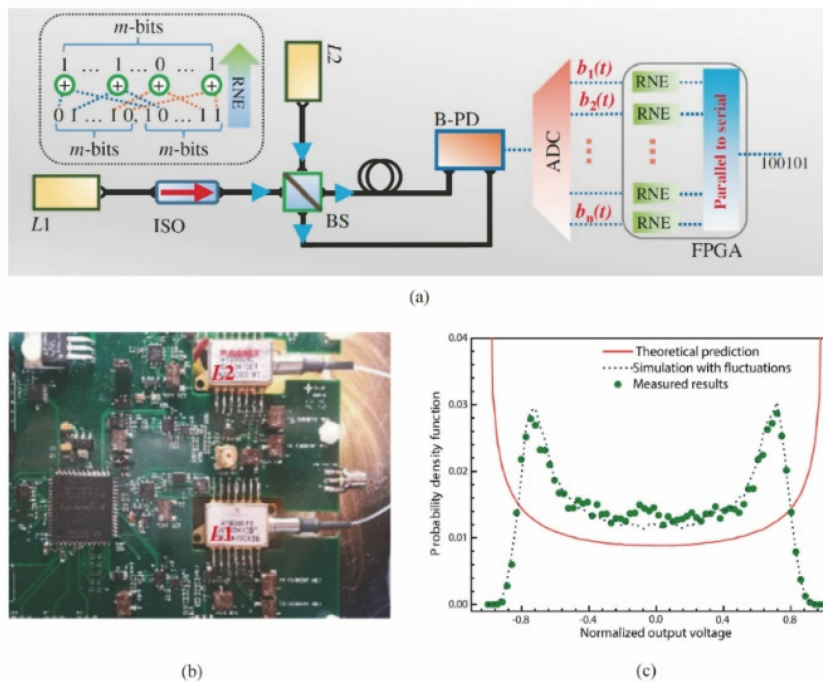 m-bits
1 ... 1 ... 0 ... 1
0 1 ... 1 0, 1 0 ... 1 1
m-bits m-bits
RNE
L2
L1
ISO
BS
B-PD
ADC
b1(t)
b2(t)
bn(t)
RNE
RNE
RNE
RNE
Parallel to serial
FPGA
100101
(a)
L2
L1
(b)
0.04
0.03
0.02
0.01
0.00
Probability density function
Theoretical prediction
Simulation with fluctuations
Measured results
-0.8 -0.4 0.0 0.4 0.8
Normalized output voltage
(c)